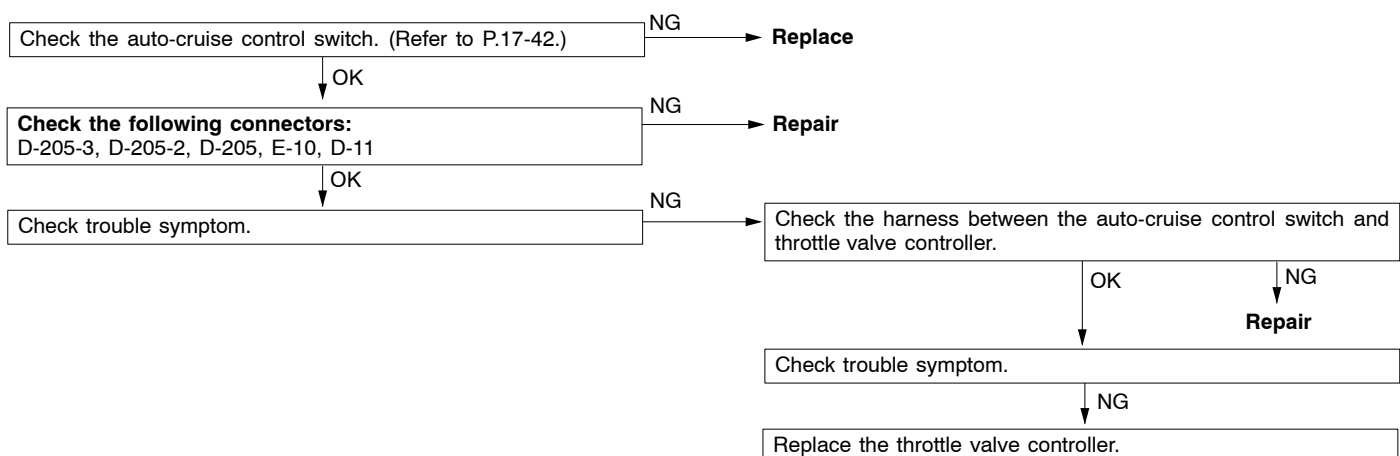 Check the auto-cruise control switch. (Refer to P.17-42.)
NG
Replace
OK
Check the following connectors:
D-205-3, D-205-2, D-205, E-10, D-11
NG
Repair
OK
Check trouble symptom.
NG
Check the harness between the auto-cruise control switch and
throttle valve controller.
OK
NG
Repair
Check trouble symptom.
NG
Replace the throttle valve controller.